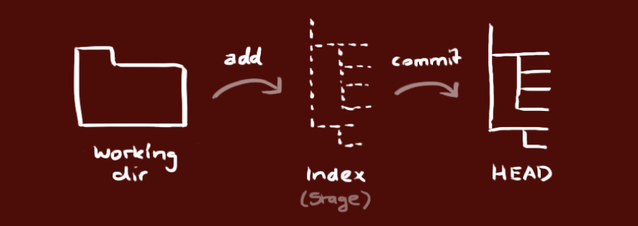 add
commit
working
dir
Index
(Stage)
HEAD